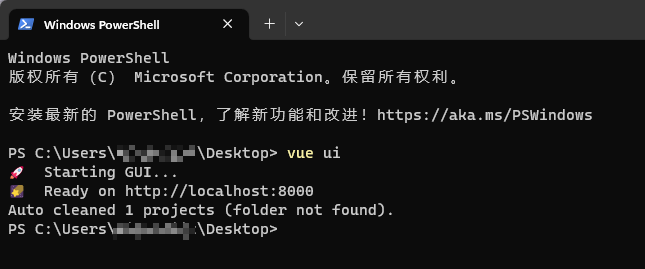 Windows PowerShell
Windows PowerShell
版权所有 (C)  Microsoft Corporation。保留所有权利。
安装最新的 PowerShell，了解新功能和改进！https://aka.ms/PSWindows
PS C:\Users\ \Desktop> vue ui
🚀  Starting GUI...
🌠  Ready on http://localhost:8000
Auto cleaned 1 projects (folder not found).
PS C:\Users\ \Desktop>